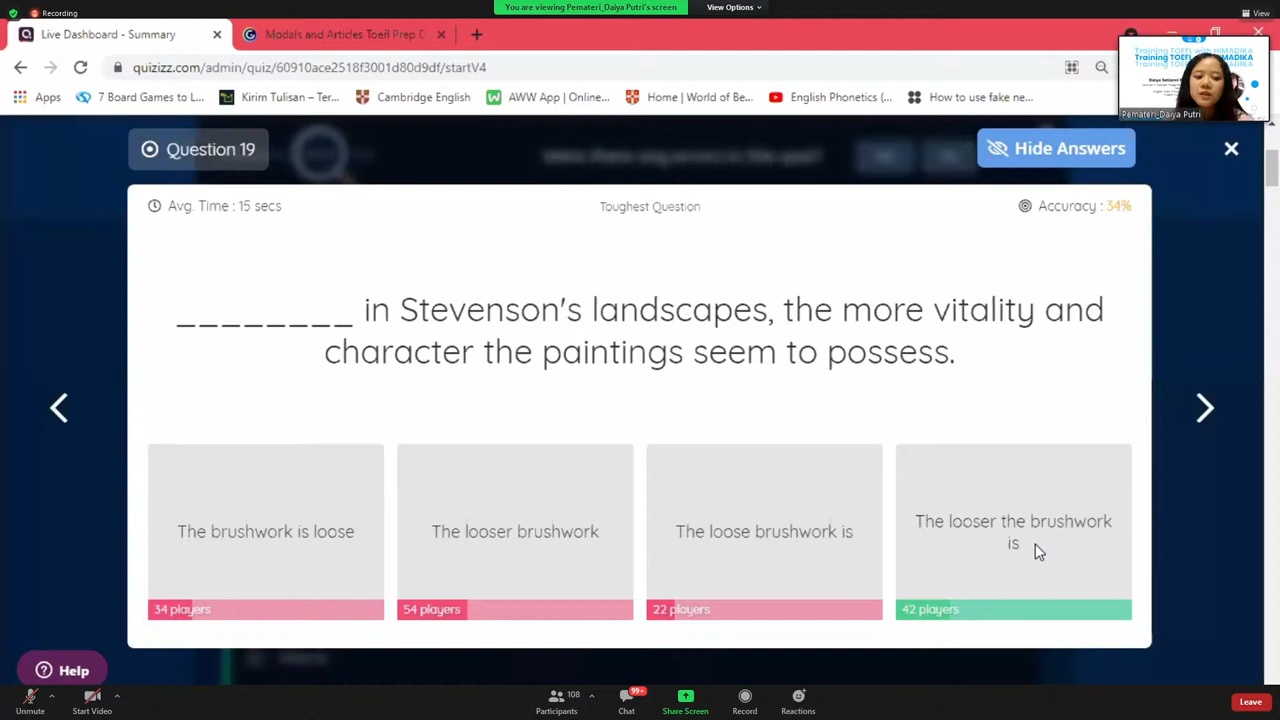 Recording
You are viewing Pemateri_Daiya Putri's screen
View Options
View
Live Dashboard - Summary
Modals and Articles Toefl Prep D
quizizz.com/admin/quiz/60910ace2518f3001d80d9df/startV4
Apps
7 Board Games to L...
Kirim Tulisan – Ter...
Cambridge English...
AWW App | Online...
Home | World of Be...
English Phonetics (...
How to use fake ne...
Training TOEFL with HIMADIKA
Pemateri_Daiya Putri
Question 19
Hide Answers
Avg. Time : 15 secs
Toughest Question
Accuracy : 34%
________ in Stevenson's landscapes, the more vitality and
character the paintings seem to possess.
The brushwork is loose
The looser brushwork
The loose brushwork is
The looser the brushwork
is
34 players
54 players
22 players
42 players
Help
Unmute
Start Video
108
Participants
99+
Chat
Share Screen
Record
Reactions
Leave